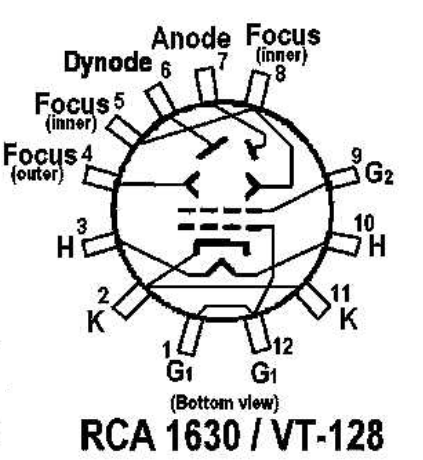 Anode
7
Focus
(inner)
8
Dynode
6
Focus 5
(inner)
Focus 4
(outer)
9
G2
3
H
10
H
2
K
11
K
1
G1
12
G1
(Bottom view)
RCA 1630 / VT-128